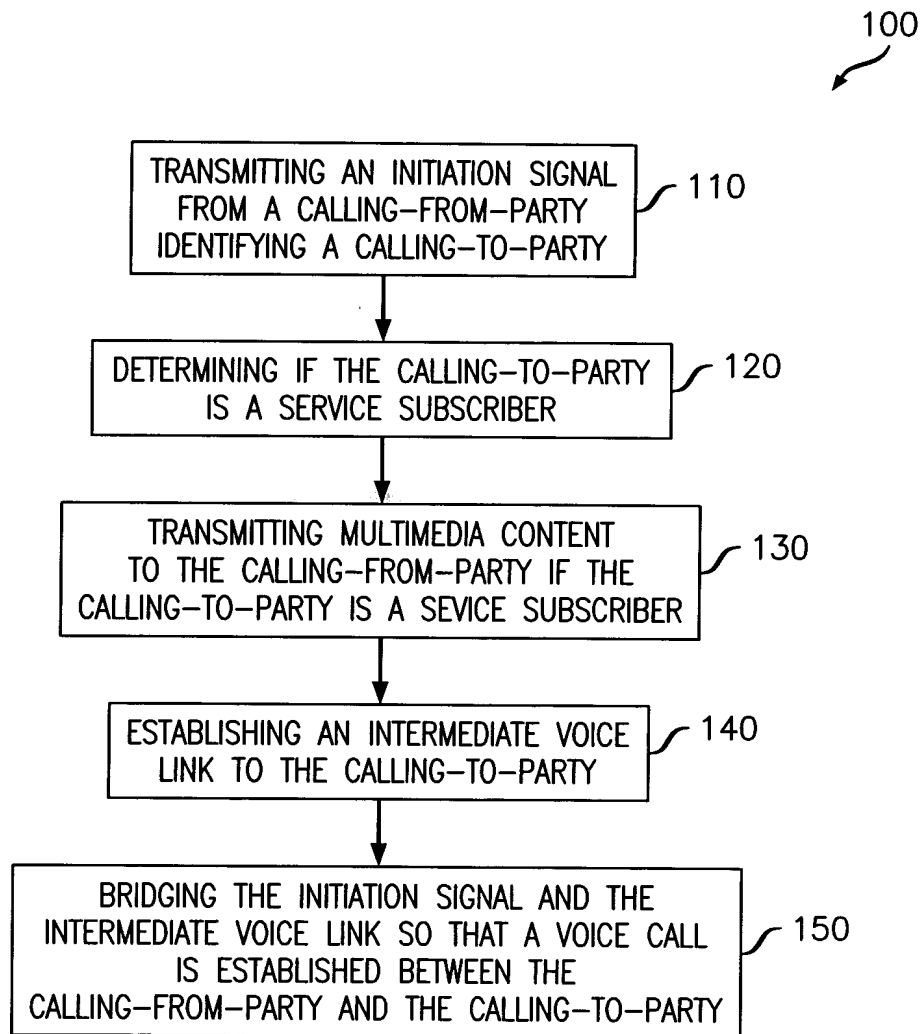 100
TRANSMITTING AN INITIATION SIGNAL
FROM A CALLING-FROM-PARTY
IDENTIFYING A CALLING-TO-PARTY
110
DETERMINING IF THE CALLING-TO-PARTY
IS A SERVICE SUBSCRIBER
120
TRANSMITTING MULTIMEDIA CONTENT
TO THE CALLING-FROM-PARTY IF THE
CALLING-TO-PARTY IS A SEVICE SUBSCRIBER
130
ESTABLISHING AN INTERMEDIATE VOICE
LINK TO THE CALLING-TO-PARTY
140
BRIDGING THE INITIATION SIGNAL AND THE
INTERMEDIATE VOICE LINK SO THAT A VOICE CALL
IS ESTABLISHED BETWEEN THE
CALLING-FROM-PARTY AND THE CALLING-TO-PARTY
150